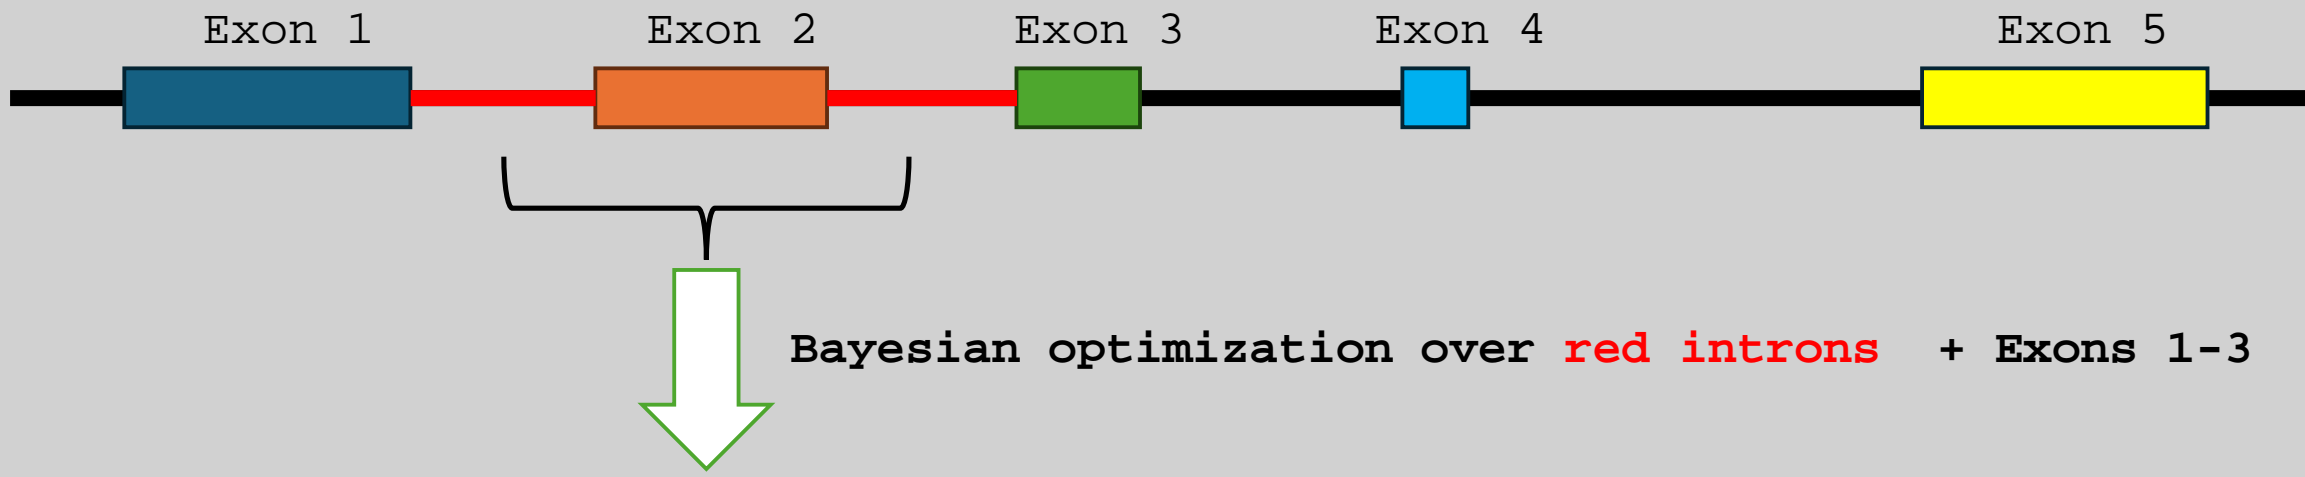 Exon 1 Exon 2 Exon 3 Exon 4 Exon 5
Bayesian optimization over red introns + Exons 1-3